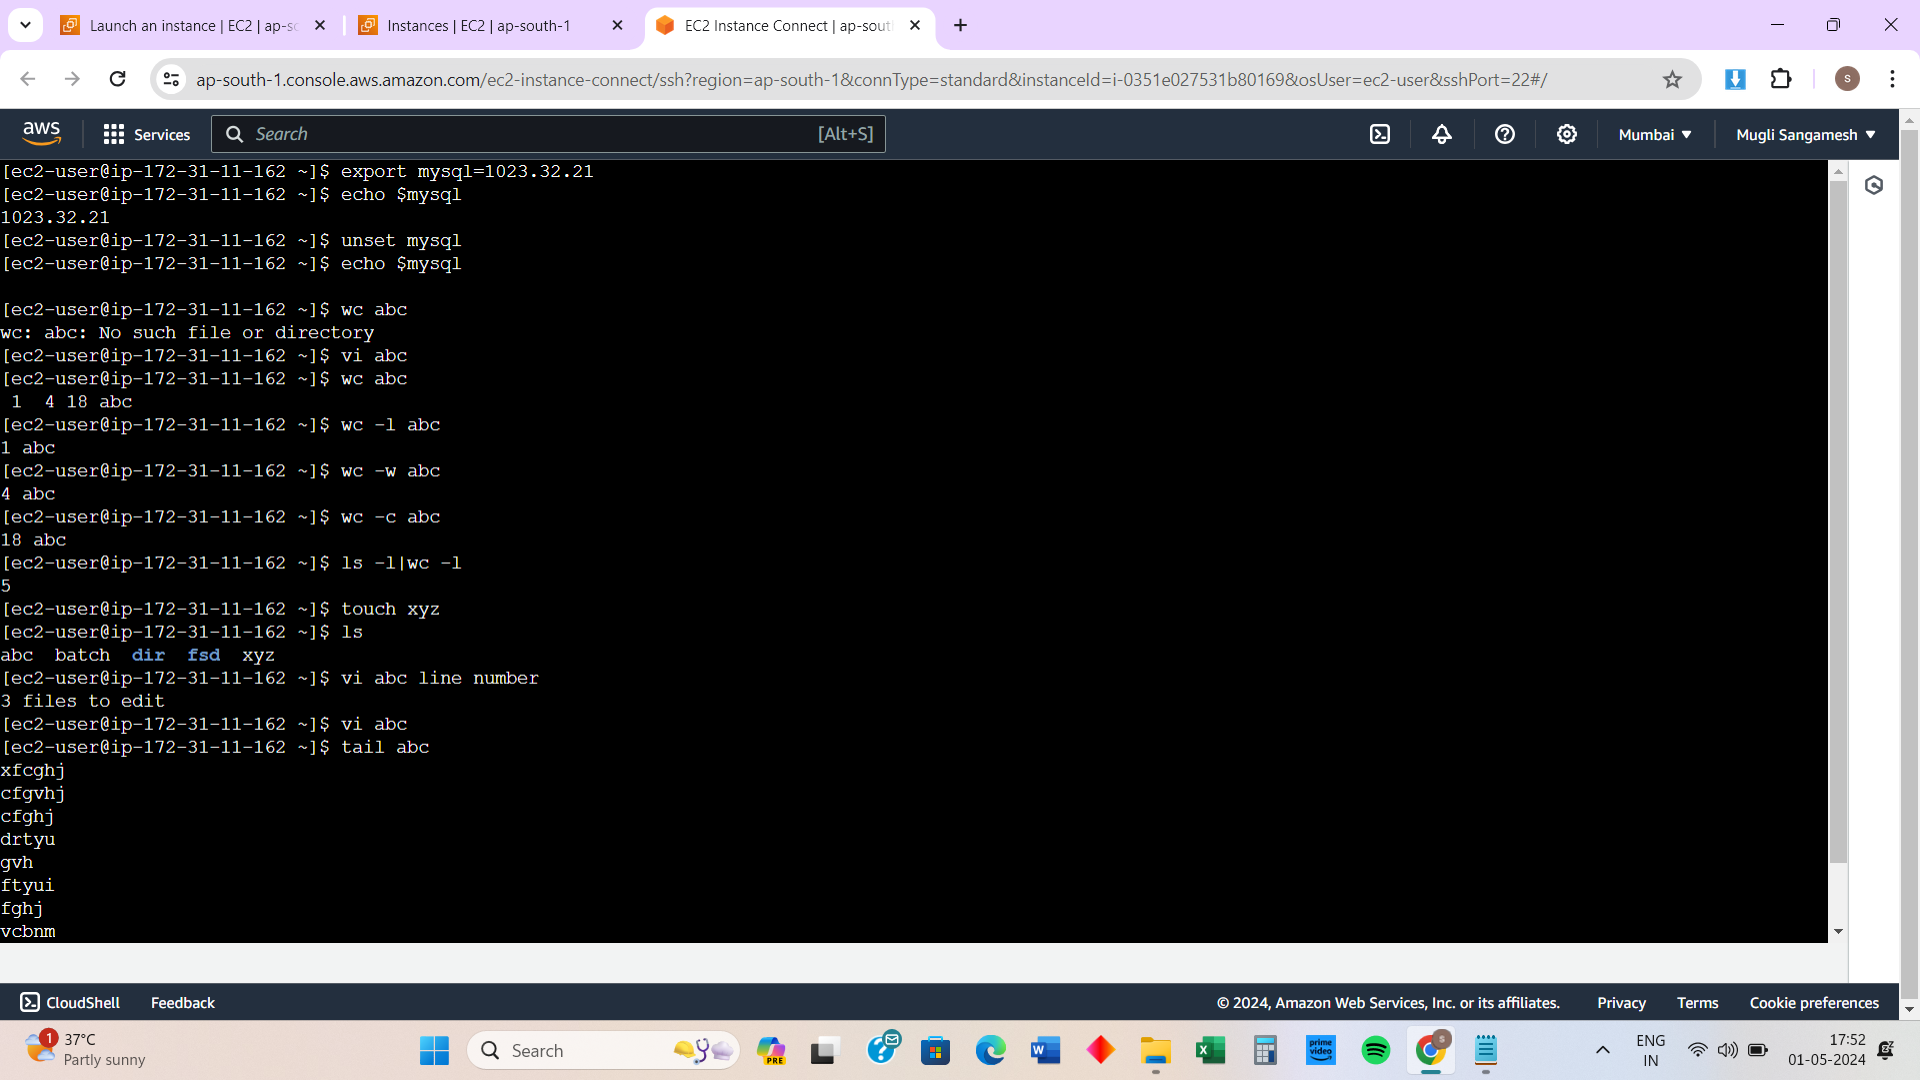 Launch an instance | EC2 | ap-so
Instances | EC2 | ap-south-1
EC2 Instance Connect | ap-sout
ap-south-1.console.aws.amazon.com/ec2-instance-connect/ssh?region=ap-south-1&connType=standard&instanceId=i-0351e027531b80169&osUser=ec2-user&sshPort=22#/
S
aws
Services
Search
[Alt+S]
Mumbai
Mugli Sangamesh
[ec2-user@ip-172-31-11-162 ~]$ export mysql=1023.32.21
[ec2-user@ip-172-31-11-162 ~]$ echo $mysql
1023.32.21
[ec2-user@ip-172-31-11-162 ~]$ unset mysql
[ec2-user@ip-172-31-11-162 ~]$ echo $mysql
[ec2-user@ip-172-31-11-162 ~]$ wc abc
wc: abc: No such file or directory
[ec2-user@ip-172-31-11-162 ~]$ vi abc
[ec2-user@ip-172-31-11-162 ~]$ wc abc
1  4 18 abc
[ec2-user@ip-172-31-11-162 ~]$ wc -l abc
1 abc
[ec2-user@ip-172-31-11-162 ~]$ wc -w abc
4 abc
[ec2-user@ip-172-31-11-162 ~]$ wc -c abc
18 abc
[ec2-user@ip-172-31-11-162 ~]$ ls -l|wc -l
5
[ec2-user@ip-172-31-11-162 ~]$ touch xyz
[ec2-user@ip-172-31-11-162 ~]$ ls
abc  batch  dir  fsd  xyz
[ec2-user@ip-172-31-11-162 ~]$ vi abc line number
3 files to edit
[ec2-user@ip-172-31-11-162 ~]$ vi abc
[ec2-user@ip-172-31-11-162 ~]$ tail abc
xfcghj
cfgvhj
cfghj
drtyu
gvh
ftyui
fghj
vcbnm
CloudShell
Feedback
© 2024, Amazon Web Services, Inc. or its affiliates.
Privacy
Terms
Cookie preferences
1
37°C
Partly sunny
Search
PRE
prime video
ENG
IN
17:52
01-05-2024